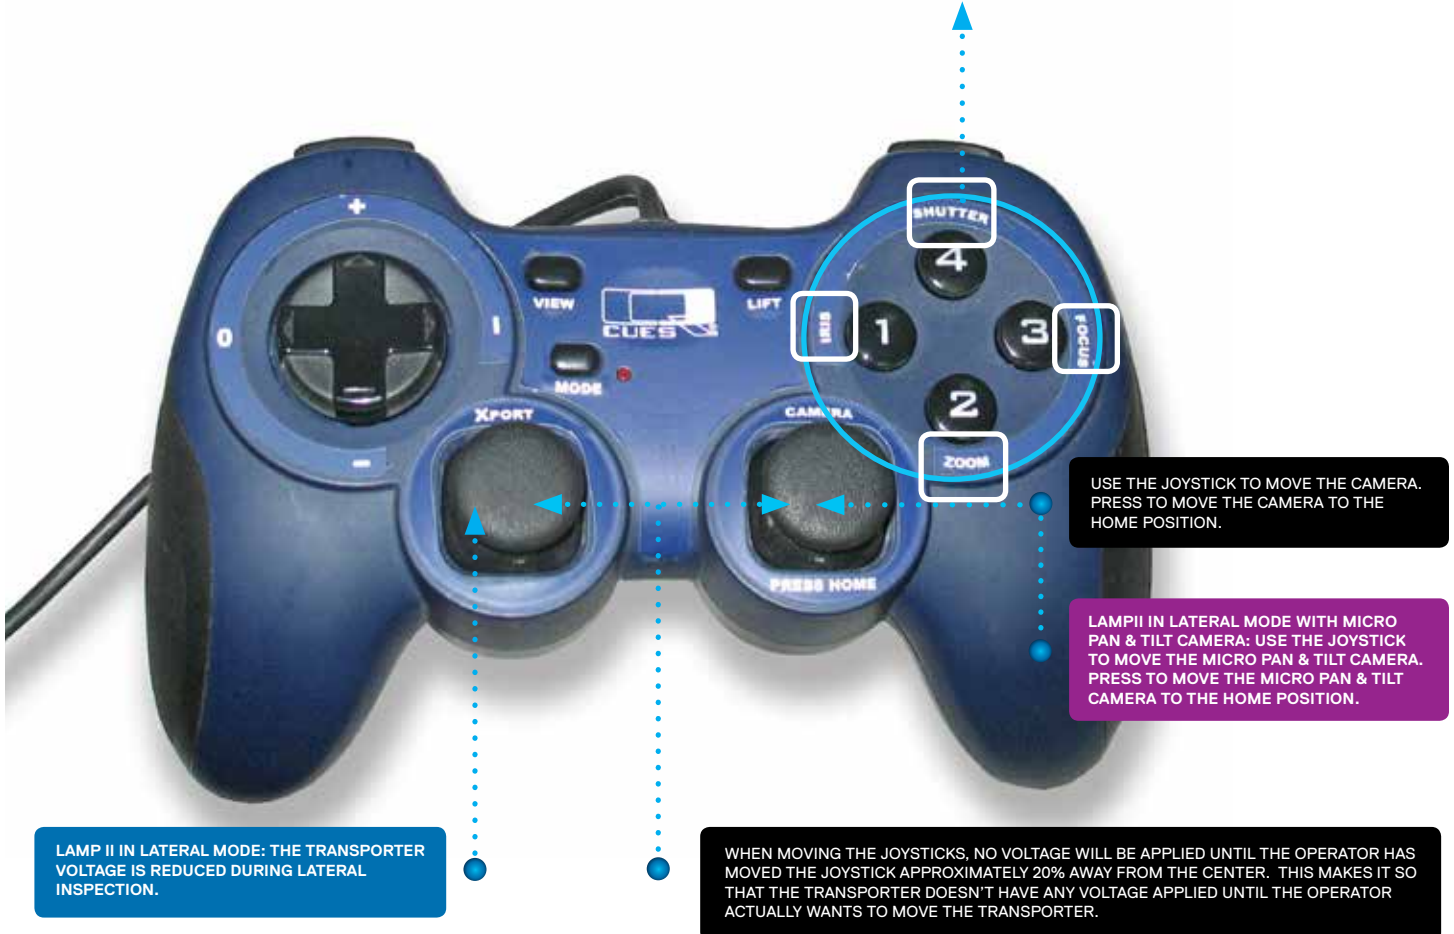 SHUTTER
+
4
VIEW
LIFT
CUES
0
I
IRIS
1
3
FOCUS
MODE
2
XPORT
CAMERA
–
ZOOM
PRESS HOME
USE THE JOYSTICK TO MOVE THE CAMERA.
PRESS TO MOVE THE CAMERA TO THE
HOME POSITION.
LAMPII IN LATERAL MODE WITH MICRO
PAN & TILT CAMERA: USE THE JOYSTICK
TO MOVE THE MICRO PAN & TILT CAMERA.
PRESS TO MOVE THE MICRO PAN & TILT
CAMERA TO THE HOME POSITION.
LAMP II IN LATERAL MODE: THE TRANSPORTER
VOLTAGE IS REDUCED DURING LATERAL
INSPECTION.
WHEN MOVING THE JOYSTICKS, NO VOLTAGE WILL BE APPLIED UNTIL THE OPERATOR HAS
MOVED THE JOYSTICK APPROXIMATELY 20% AWAY FROM THE CENTER.  THIS MAKES IT SO
THAT THE TRANSPORTER DOESN'T HAVE ANY VOLTAGE APPLIED UNTIL THE OPERATOR
ACTUALLY WANTS TO MOVE THE TRANSPORTER.